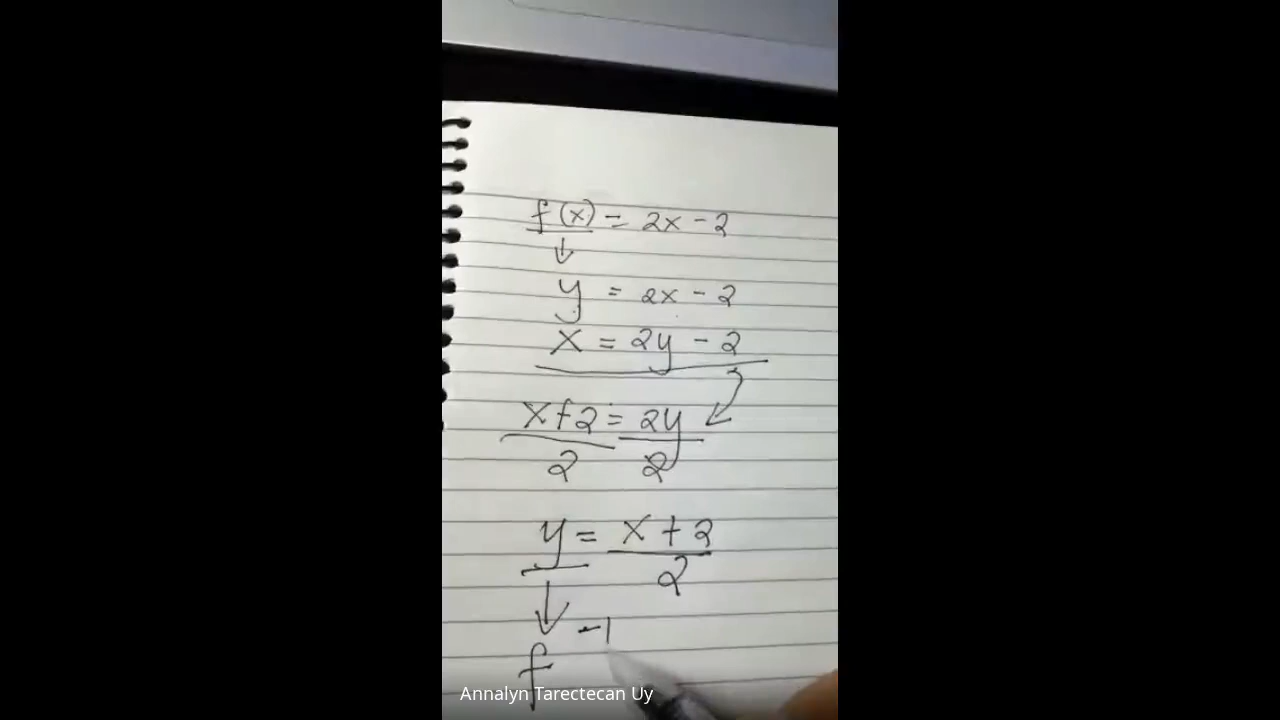 f(x) = 2x - 2
↓
y = 2x - 2
x = 2y - 2
x+2 = 2y
2 2
y = x + 2
2
↓
f -1
Annalyn Tarectecan Uy